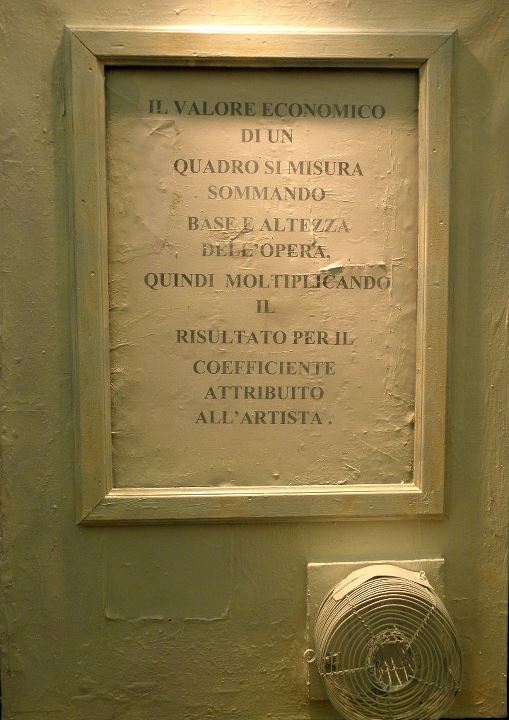 IL VALORE ECONOMICO
DI UN
QUADRO SI MISURA
SOMMANDO
BASE E ALTEZZA
DELL'OPERA,
QUINDI MOLTIPLICANDO
IL
RISULTATO PER IL
COEFFICIENTE
ATTRIBUITO
ALL'ARTISTA .